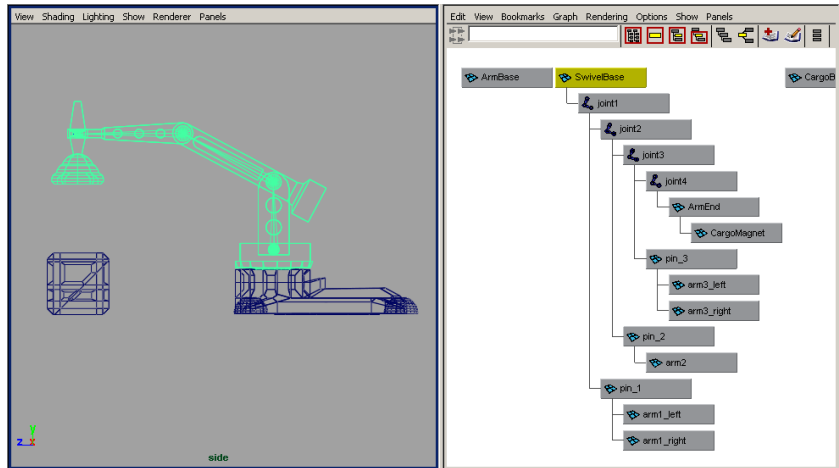 View Shading Lighting Show Renderer Panels
Edit View Bookmarks Graph Rendering Options Show Panels
ArmBase
SwivelBase
CargoB
joint1
joint2
joint3
joint4
ArmEnd
CargoMagnet
pin_3
arm3_left
arm3_right
pin_2
arm2
pin_1
arm1_left
arm1_right
y
z x
side